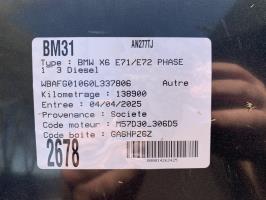 BM31
AN277TJ
Type : BMW X6 E71/E72 PHASE
1 3 Diesel
WBAFG01060L337806 Autre
Kilometrage : 138900
Entree : 04/04/2025
Provenance : Societe
Code moteur : M57D30_306D5
Code boite : GA6HP26Z
2678